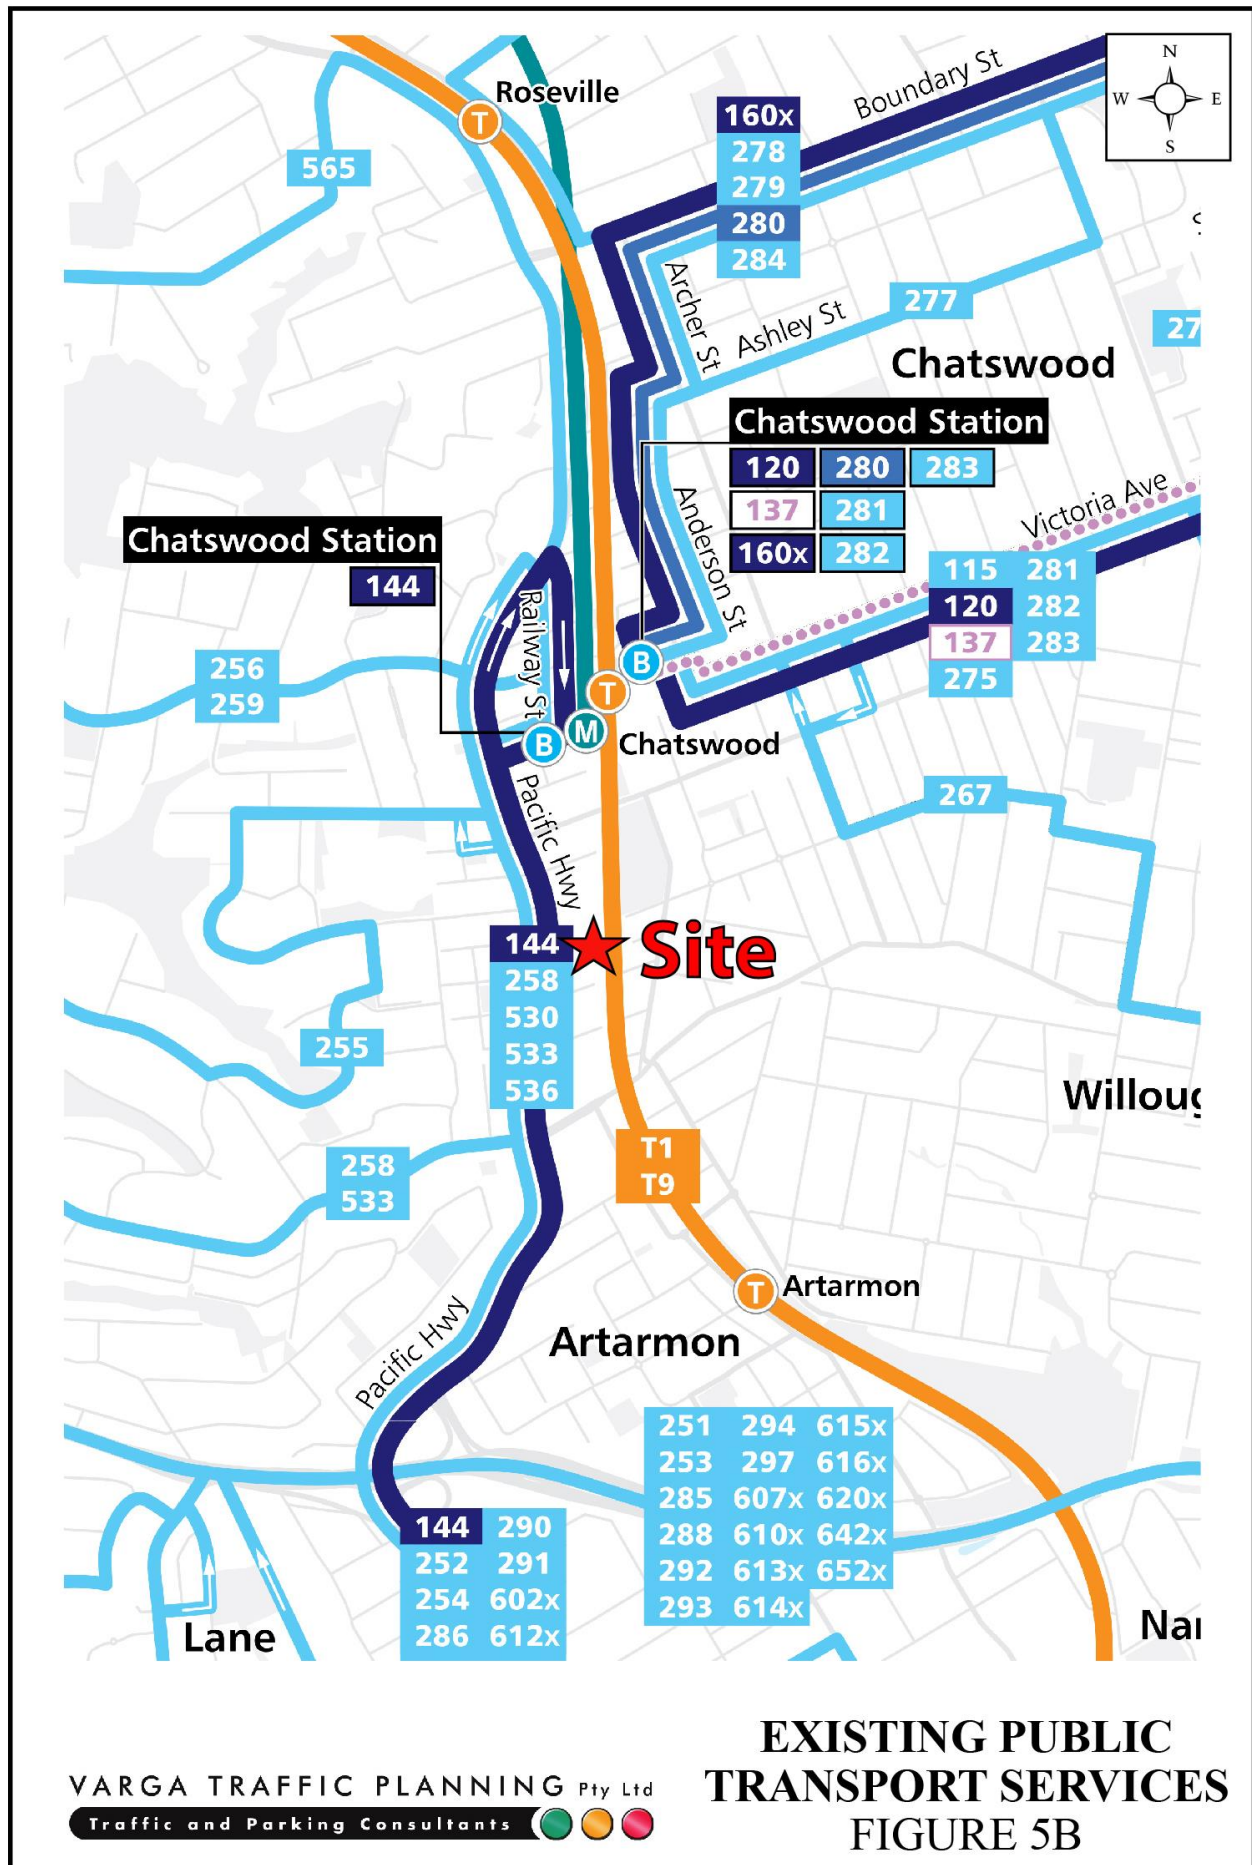 N
W E
S
Roseville
T
Boundary St
565
160x
278
279
280
284
Archer St
Ashley St
277
27
Chatswood
Chatswood Station
120 280 283
137 281
160x 282
Victoria Ave
Anderson St
Chatswood Station
144
Railway St
115 281
120 282
137 283
275
256
259
B
T
M
B
Chatswood
Pacific Hwy
267
144
258
530
533
536
Site
255
Willoug
T1
T9
258
533
T
Artarmon
Artarmon
Pacific Hwy
251 294 615x
253 297 616x
285 607x 620x
288 610x 642x
292 613x 652x
293 614x
144 290
252 291
254 602x
286 612x
Lane
Nar
VARGA TRAFFIC PLANNING Pty Ltd
Traffic and Parking Consultants
EXISTING PUBLIC
TRANSPORT SERVICES
FIGURE 5B